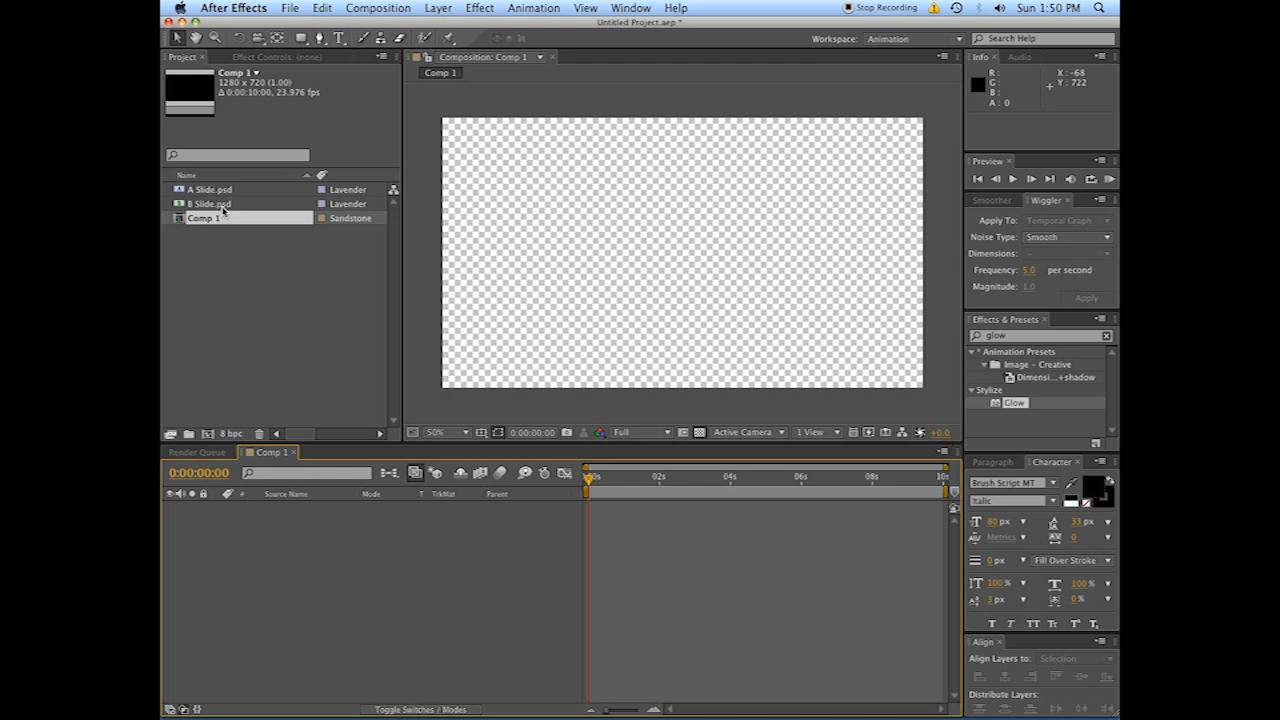 After Effects File Edit Composition Layer Effect Animation View Window Help Stop Recording Sun 1:50 PM
Untitled Project.aep *
Workspace: Animation Search Help
Project × Effect Controls: (none) Composition: Comp 1 × Info × Audio
Comp 1
Comp 1
1280 x 720 (1.00)
Δ 0:00:10:00, 23.976 fps
R :
G :
B :
A : 0
X : -68
Y : 722
Preview ×
Name
A Slide.psd Lavender
B Slide.psd Lavender
Comp 1 Sandstone
Smoother Wiggler ×
Apply To: Temporal Graph
Noise Type: Smooth
Dimensions: -
Frequency: 5.0 per second
Magnitude: 1.0
Apply
Effects & Presets ×
glow
* Animation Presets
Image – Creative
Dimensi...+shadow
Stylize
Glow
8 bpc
50% 0:00:00:00 Full Active Camera 1 View +0.0
Render Queue Comp 1 ×
0:00:00:00
02s 04s 06s 08s
# Source Name Mode T TrkMat Parent
Paragraph Character ×
Brush Script MT
Italic
80 px 33 px
Metrics 0
0 px Fill Over Stroke
100% 100%
3 px 0%
T T TT Tr T' T,
Align ×
Align Layers to: Selection
Distribute Layers:
Toggle Switches / Modes